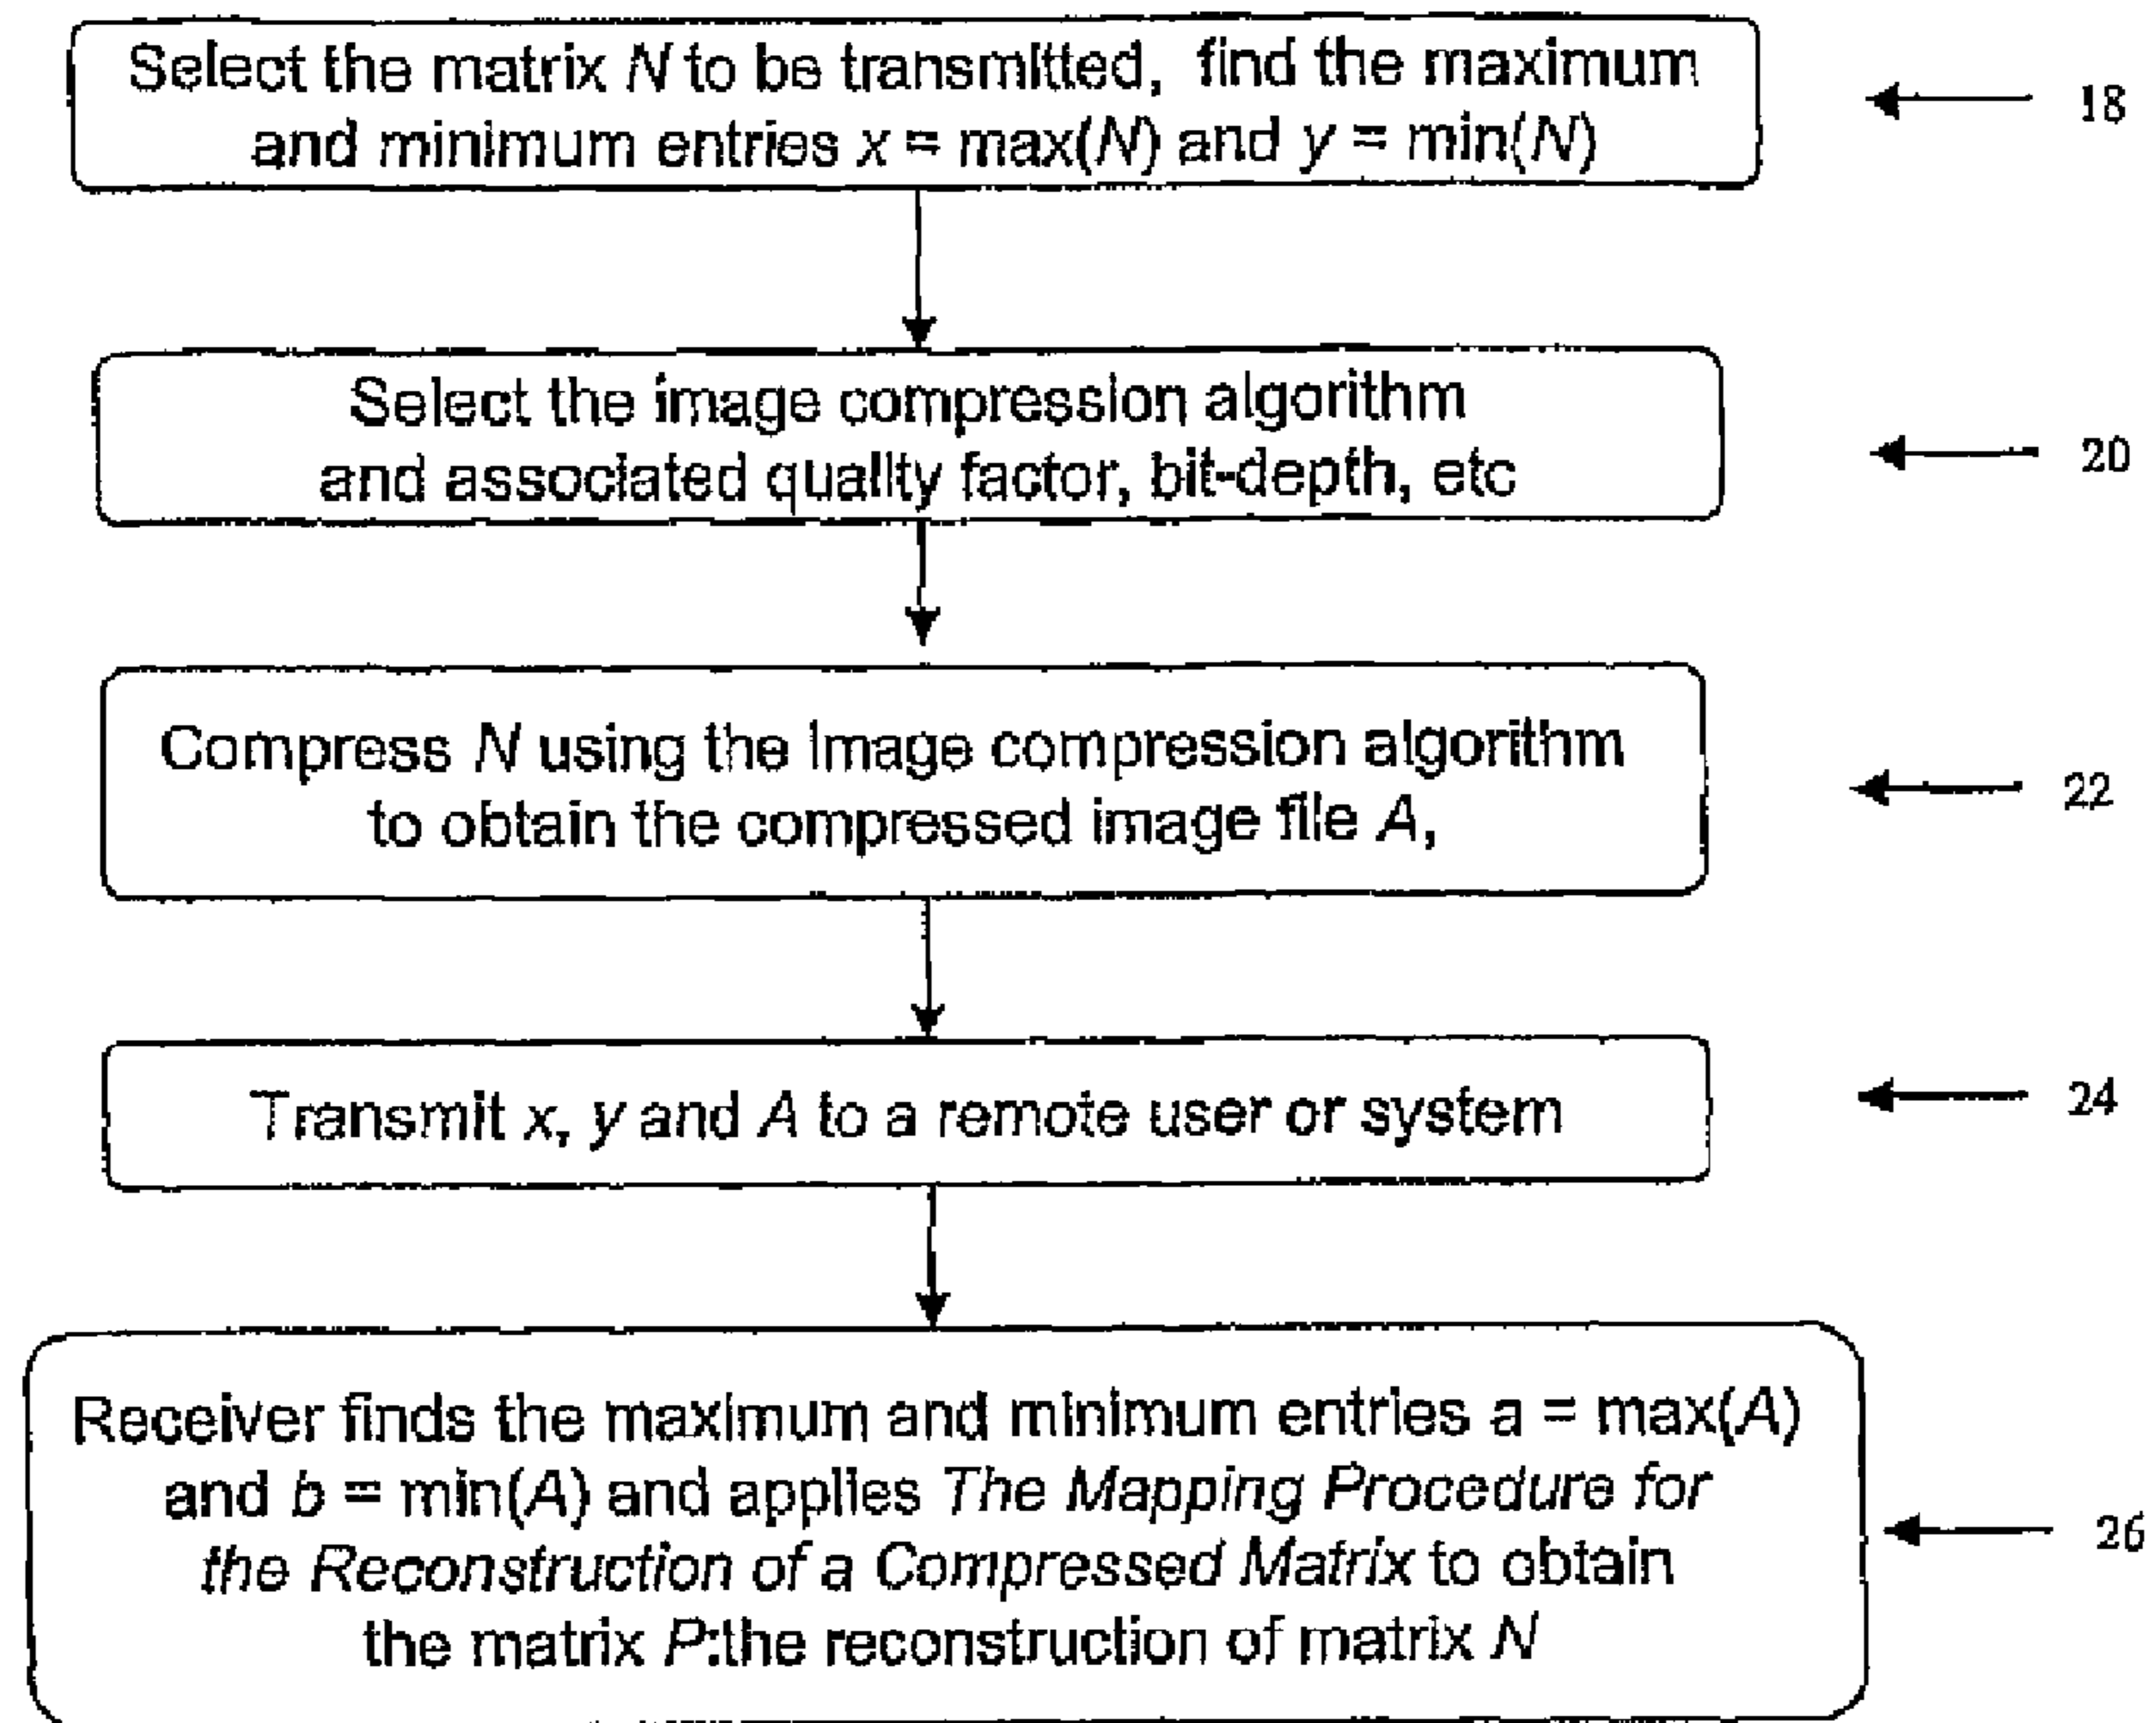 Select the matrix N to be transmitted, find the maximum
and minimum entries x = max(N) and y = min(N)
18
Select the image compression algorithm
and associated quality factor, bit-depth, etc
20
Compress N using the image compression algorithm
to obtain the compressed image file A,
22
Transmit x, y and A to a remote user or system
24
Receiver finds the maximum and minimum entries a = max(A)
and b = min(A) and applies The Mapping Procedure for
the Reconstruction of a Compressed Matrix to obtain
the matrix P:the reconstruction of matrix N
26